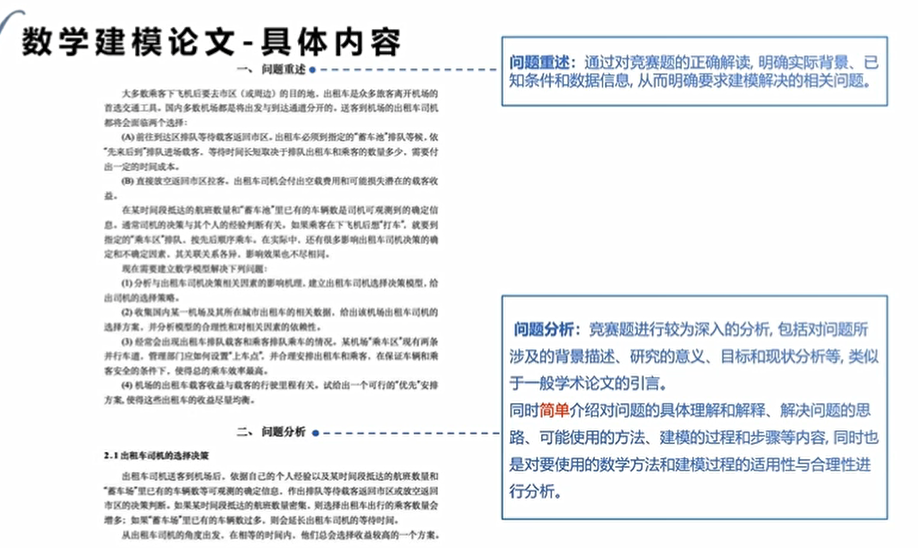 数学建模论文-具体内容
一、 问题重述
大多数乘客下飞机后要去市区（或周边）的目的地，出租车是众多旅客离开机场的
首选交通工具。国内多数机场都是将出发与到达通道分开的。送客到机场的出租车司机
都将会面临两个选择：
(A) 前往到达区排队等待载客返回市区。出租车必须到指定的“蓄车池”排队等候，依
“先来后到”排队进场载客，等待时间长短取决于排队出租车和乘客的数量多少，需要付
出一定的时间成本。
(B) 直接放空返回市区拉客。出租车司机会付出空载费用和可能损失潜在的载客收
益。
在某时间段抵达的航班数量和“蓄车池”里已有的车辆数是司机可观测到的确定信
息。通常司机的决策与其个人的经验判断有关。如果乘客在下飞机后想“打车”，就要到
指定的“乘车区”排队，按先后顺序乘车。在实际中，还有很多影响出租车司机决策的确
定和不确定因素，其关联关系各异，影响效果也不尽相同。
现在需要建立数学模型解决下列问题：
(1) 分析与出租车司机决策相关因素的影响机理，建立出租车司机选择决策模型，给
出司机的选择策略。
(2) 收集国内某一机场及其所在城市出租车的相关数据，给出该机场出租车司机的
选择方案，并分析模型的合理性和对相关因素的依赖性。
(3) 经常会出现出租车排队载客和乘客排队乘车的情况。某机场“乘车区”现有两条
并行车道，管理部门应如何设置“上车点”，并合理安排出租车和乘客，在保证车辆和乘
客安全的条件下，使得总的乘车效率最高。
(4) 机场的出租车载客收益与载客的行驶里程有关。试给出一个可行的“优先”安排
方案，使得这些出租车的收益尽量均衡。
二、 问题分析
2.1 出租车司机的选择决策
出租车司机送客到机场后，依据自己的个人经验以及某时间段抵达的航班数量和
“蓄车场”里已有的车辆数等可观测的确定信息，作出排队等待载客返回市区或放空返回
市区的决策判断。如果某时间段抵达的航班数量密集，则选择出租车出行的乘客数量会
增多；如果“蓄车场”里已有的车辆数过多，则会延长出租车司机的等待时间。
从出租车司机的角度出发，在相等的时间内，他们总会选择收益较高的一个方案。
问题重述：通过对竞赛题的正确解读，明确实际背景、已
知条件和数据信息，从而明确要求建模解决的相关问题。
问题分析：竞赛题进行较为深入的分析，包括对问题所
涉及的背景描述、研究的意义、目标和现状分析等，类似
于一般学术论文的引言。
同时简单介绍对问题的具体理解和解释、解决问题的思
路、可能使用的方法、建模的过程和步骤等内容，同时也
是对要使用的数学方法和建模过程的适用性与合理性进
行分析。